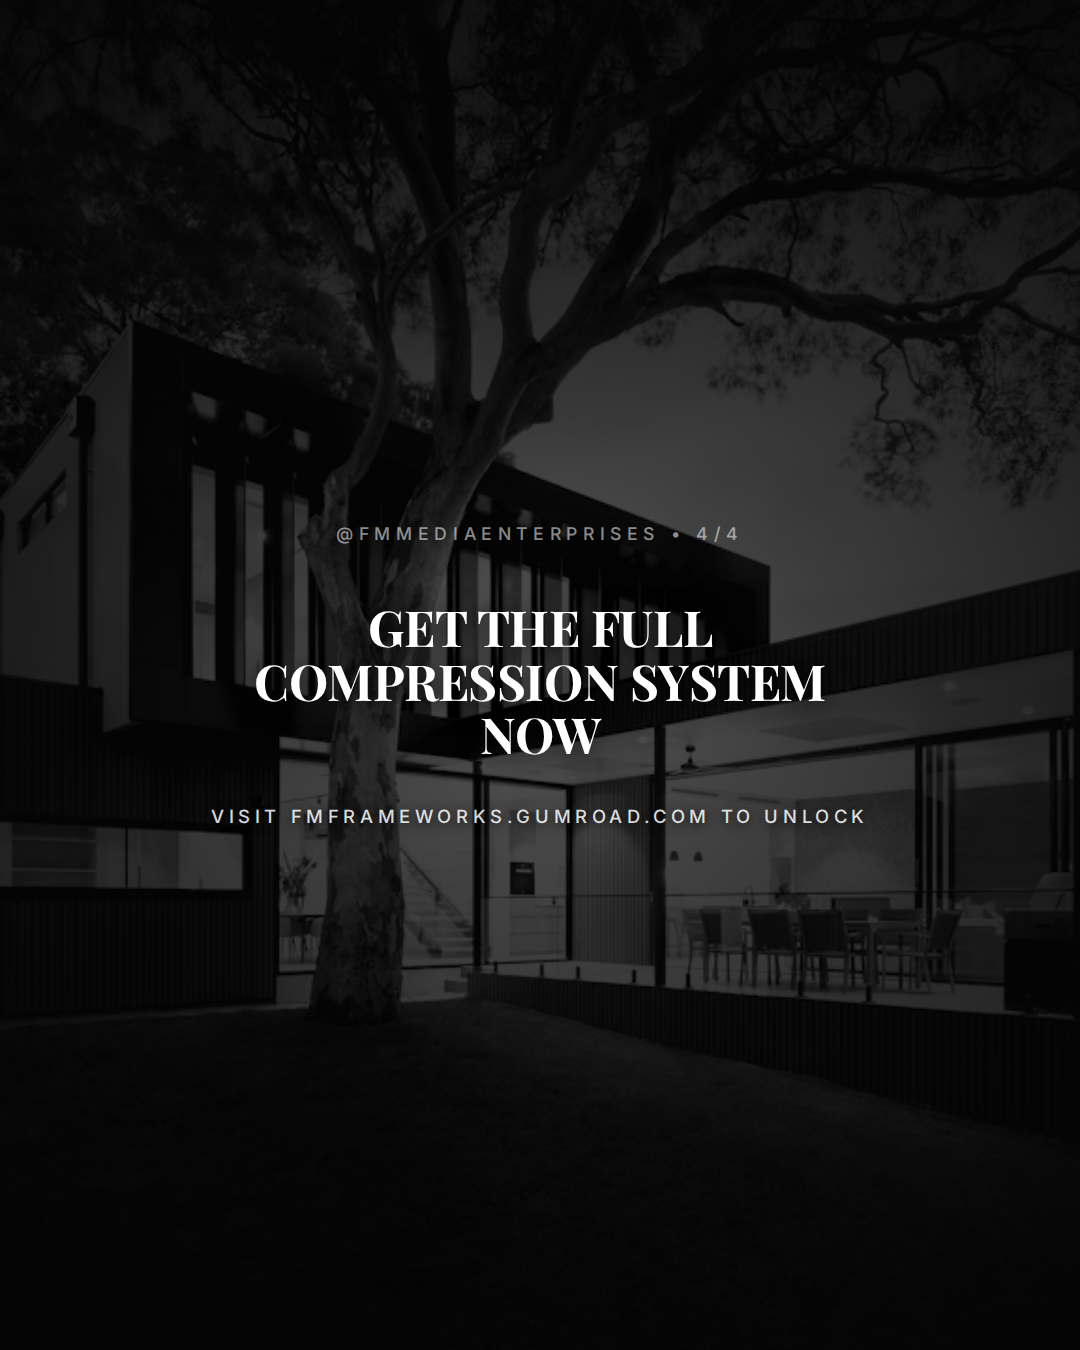 @FMMEDIAENTERPRISES • 4/4
GET THE FULL
COMPRESSION SYSTEM
NOW
VISIT FMFRAMEWORKS.GUMROAD.COM TO UNLOCK